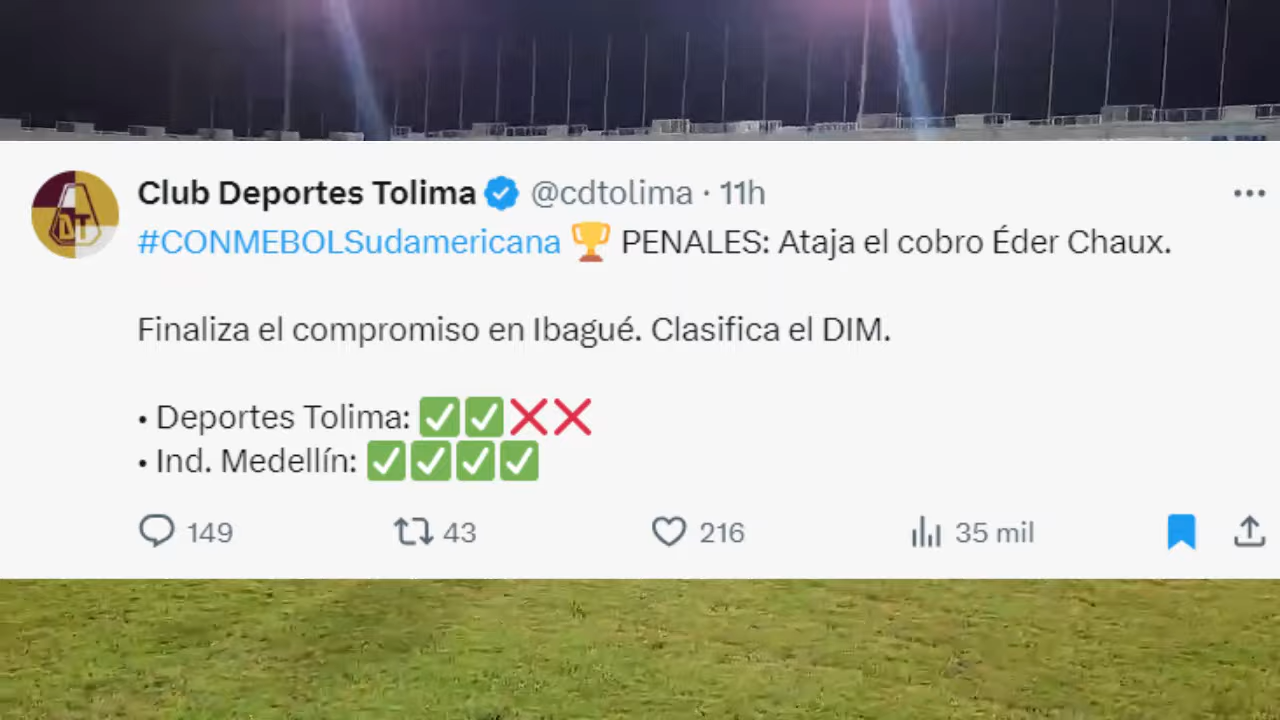 Club Deportes Tolima @cdtolima · 11h
#CONMEBOLSudamericana 🏆 PENALES: Ataja el cobro Éder Chaux.
Finaliza el compromiso en Ibagué. Clasifica el DIM.
• Deportes Tolima: ✅✅❌❌
• Ind. Medellín: ✅✅✅✅
149 43 216 35 mil